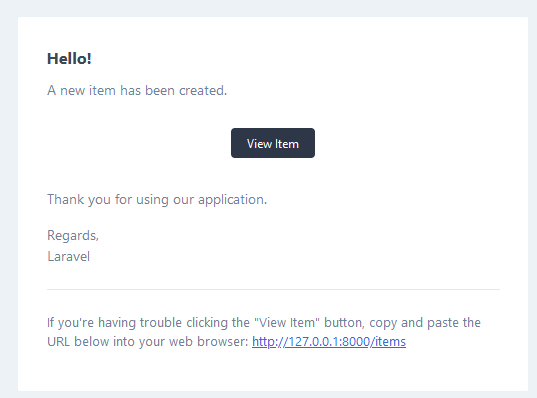 Hello!
A new item has been created.
View Item
Thank you for using our application.
Regards,
Laravel
If you're having trouble clicking the "View Item" button, copy and paste the
URL below into your web browser: http://127.0.0.1:8000/items